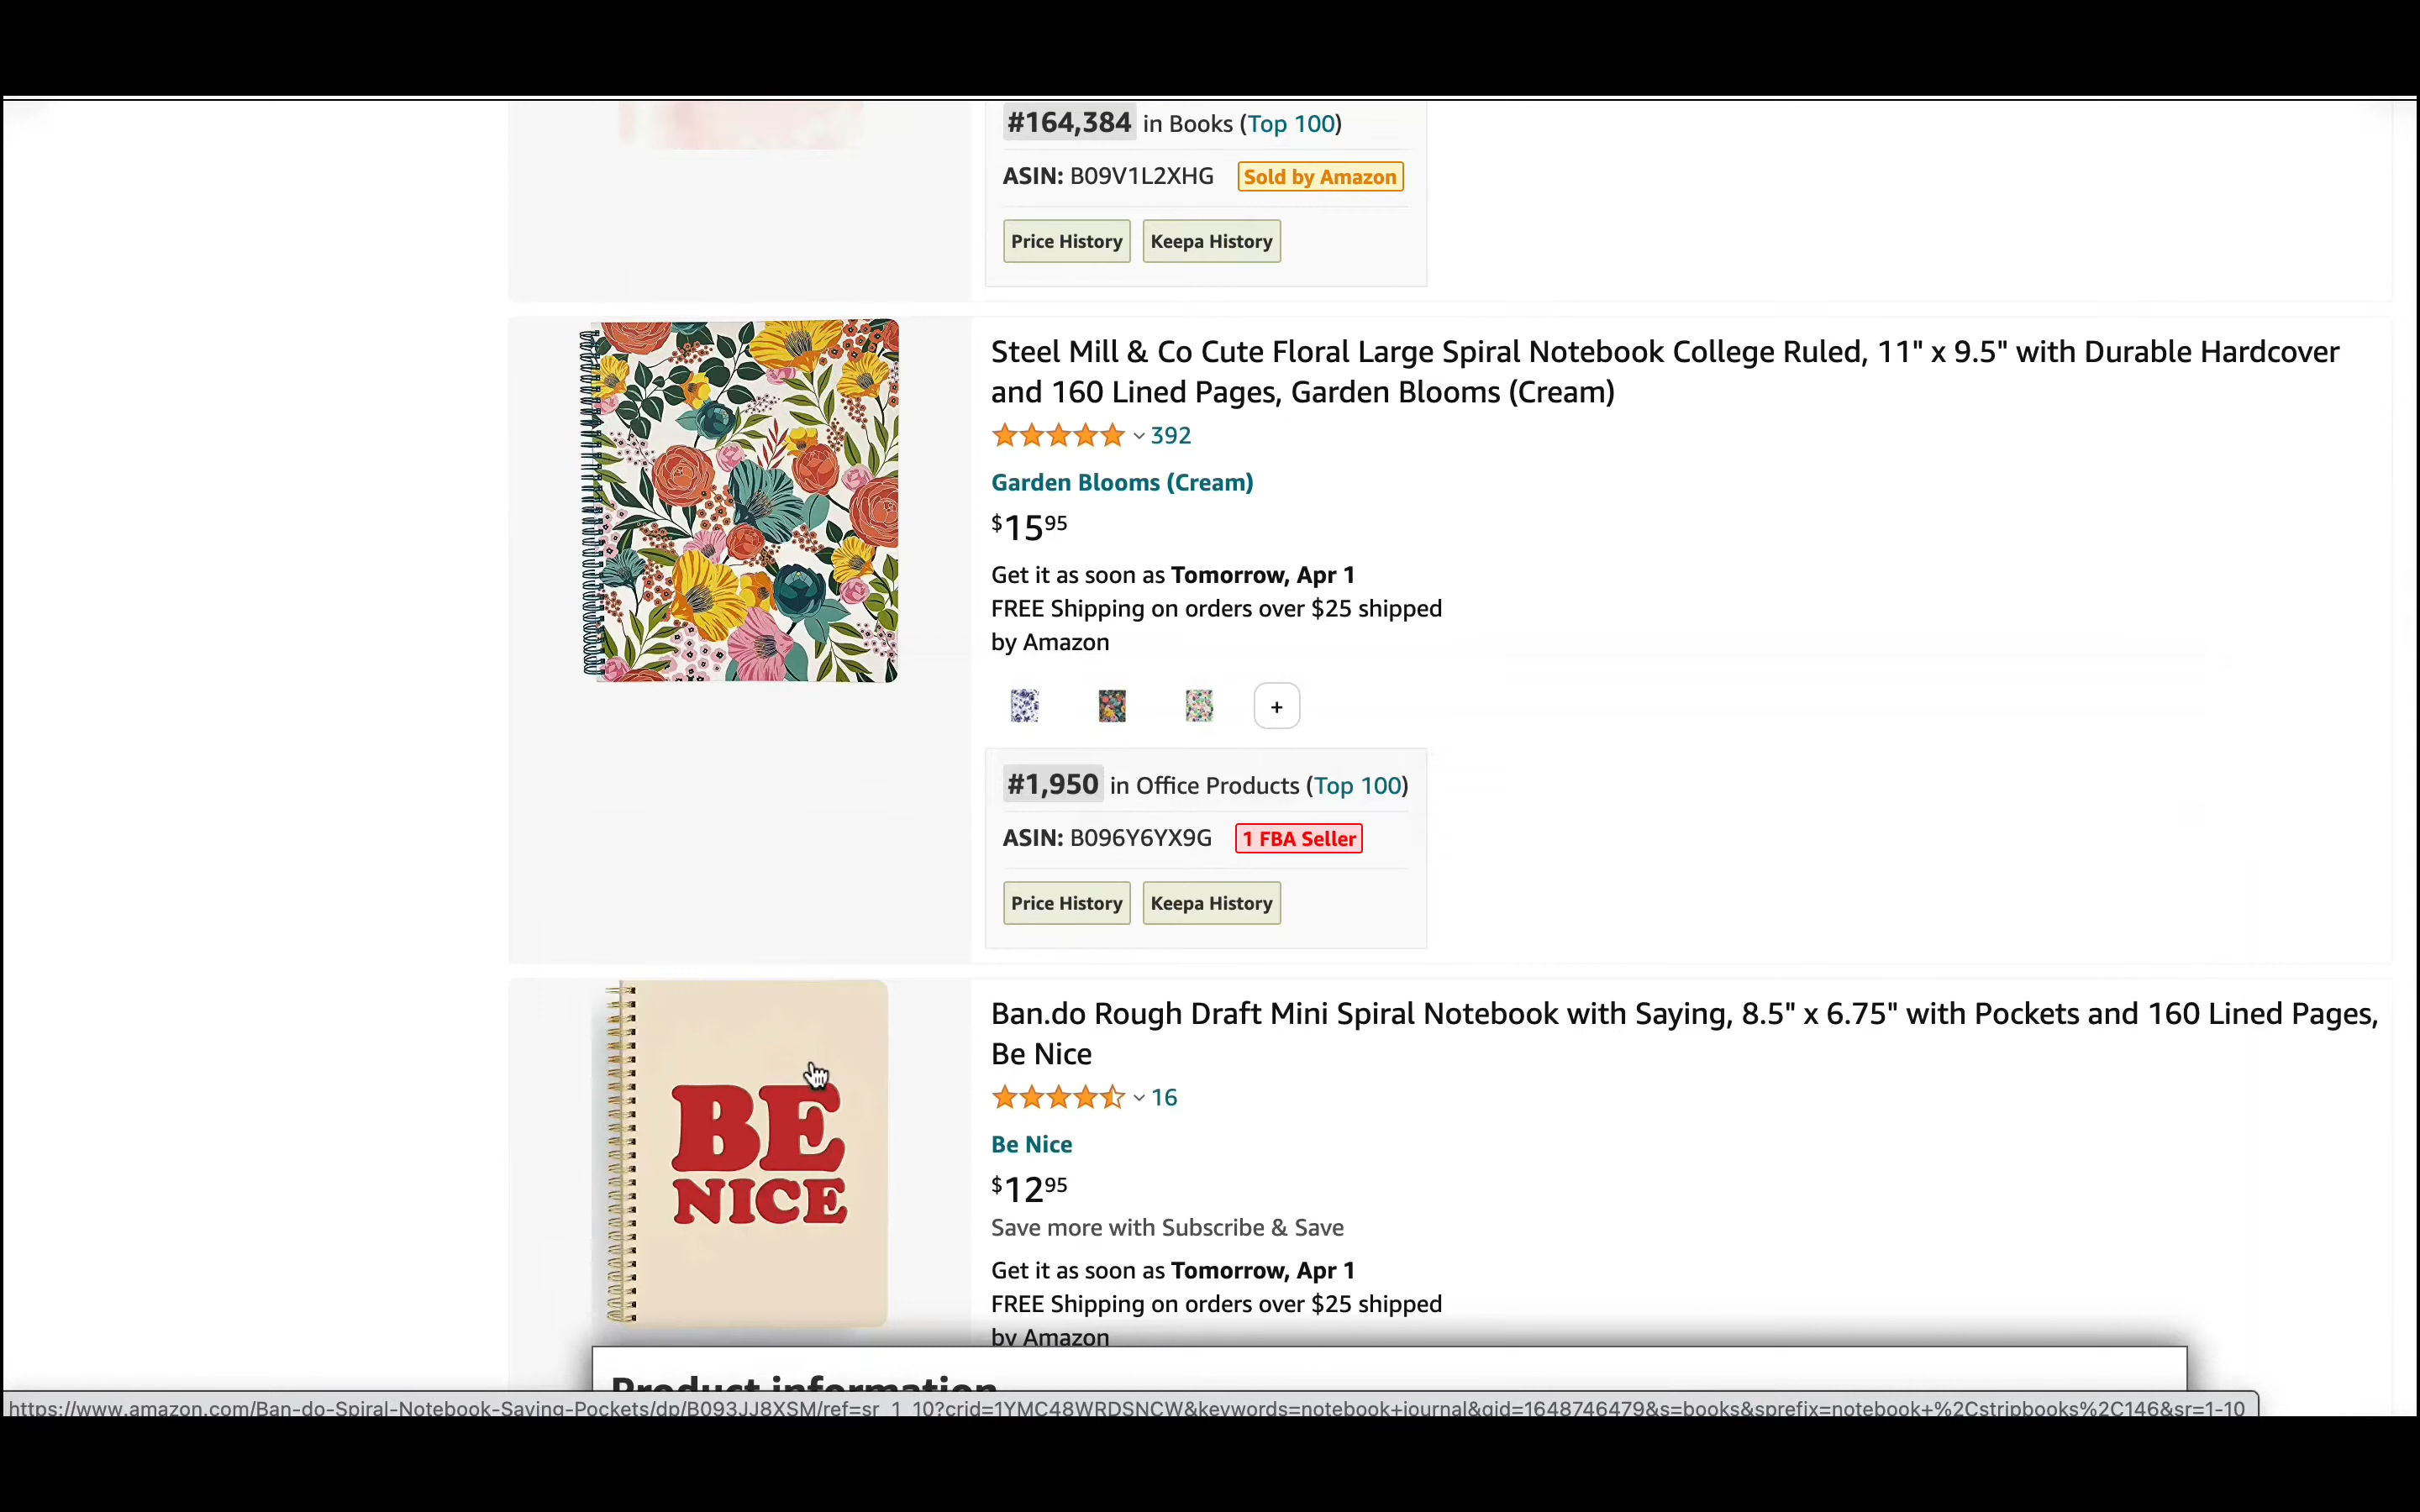 #164,384 in Books (Top 100)
ASIN: B09V1L2XHG Sold by Amazon
Price History Keepa History
Steel Mill & Co Cute Floral Large Spiral Notebook College Ruled, 11" x 9.5" with Durable Hardcover
and 160 Lined Pages, Garden Blooms (Cream)
392
Garden Blooms (Cream)
$15 95
Get it as soon as Tomorrow, Apr 1
FREE Shipping on orders over $25 shipped
by Amazon
+
#1,950 in Office Products (Top 100)
ASIN: B096Y6YX9G 1 FBA Seller
Price History Keepa History
BE
NICE
Ban.do Rough Draft Mini Spiral Notebook with Saying, 8.5" x 6.75" with Pockets and 160 Lined Pages,
Be Nice
16
Be Nice
$12 95
Save more with Subscribe & Save
Get it as soon as Tomorrow, Apr 1
FREE Shipping on orders over $25 shipped
by Amazon
Product information
https://www.amazon.com/Ban-do-Spiral-Notebook-Saying-Pockets/dp/B093JJ8XSM/ref=sr_1_10?crid=1YMC48WRDSNCW&keywords=notebook+journal&qid=1648746479&s=books&sprefix=notebook+%2Cstripbooks%2C146&sr=1-10